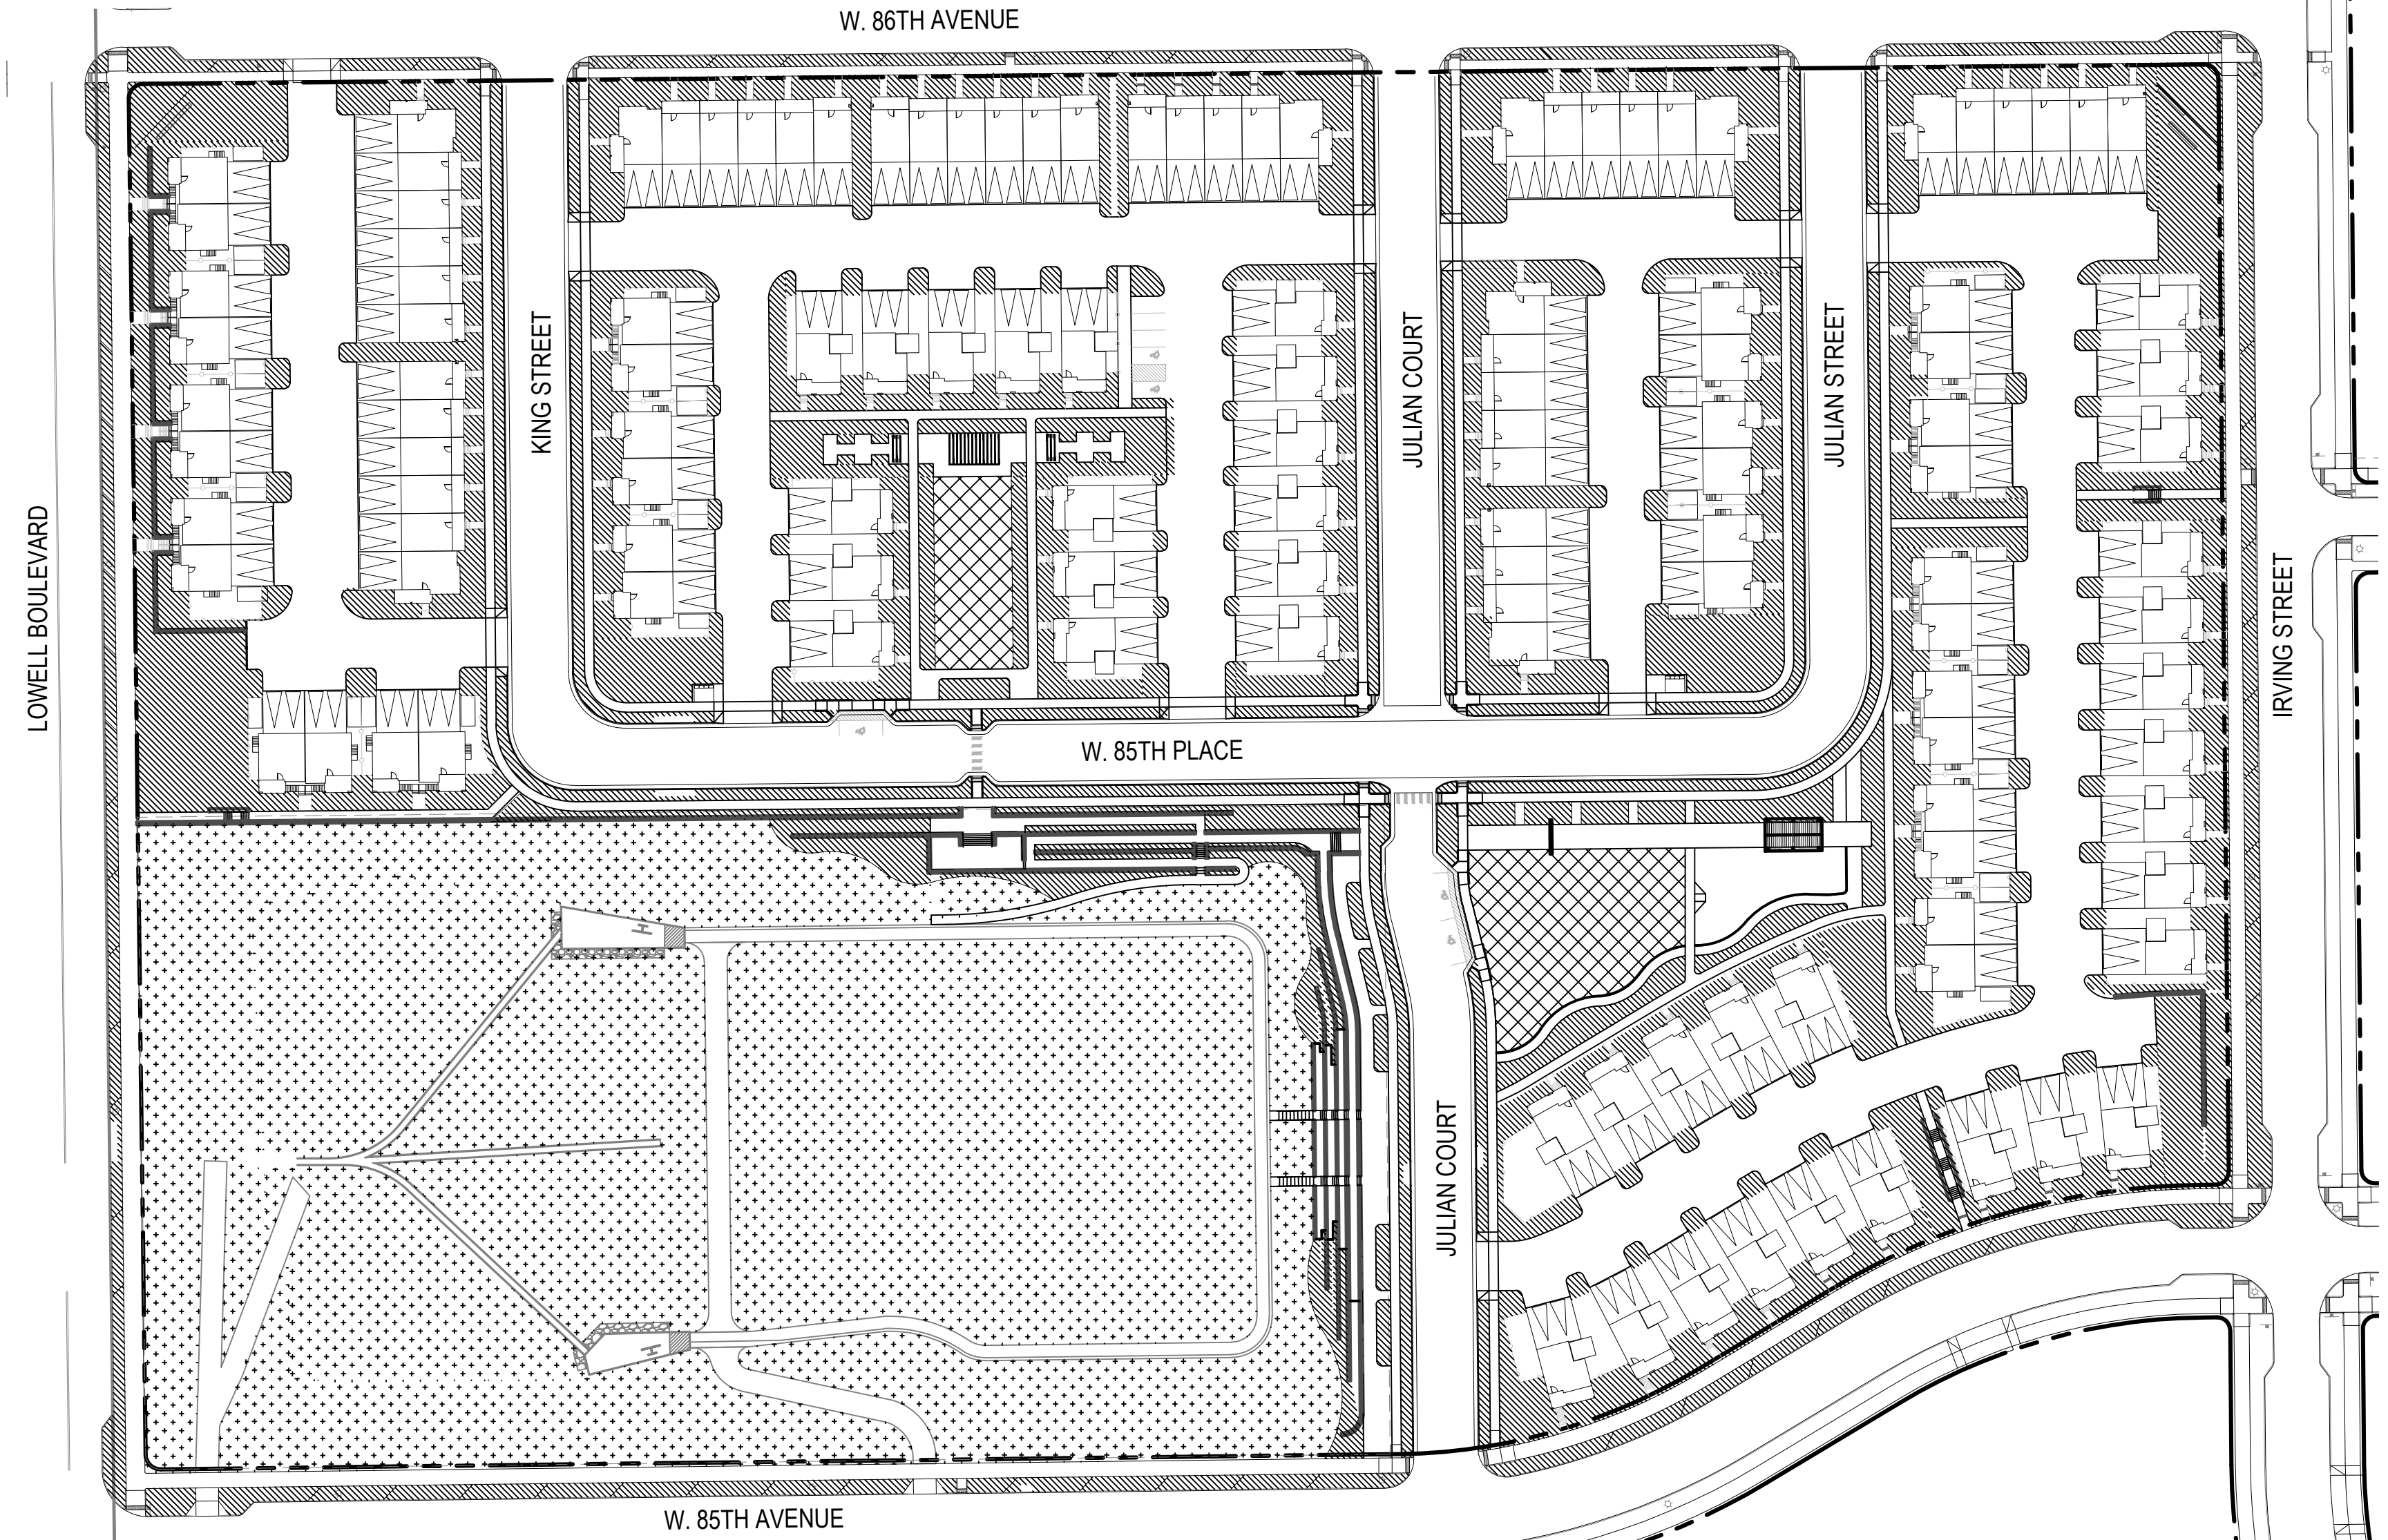 W. 86TH AVENUE
KING STREET
JULIAN COURT
JULIAN STREET
LOWELL BOULEVARD
IRVING STREET
W. 85TH PLACE
JULIAN COURT
W. 85TH AVENUE